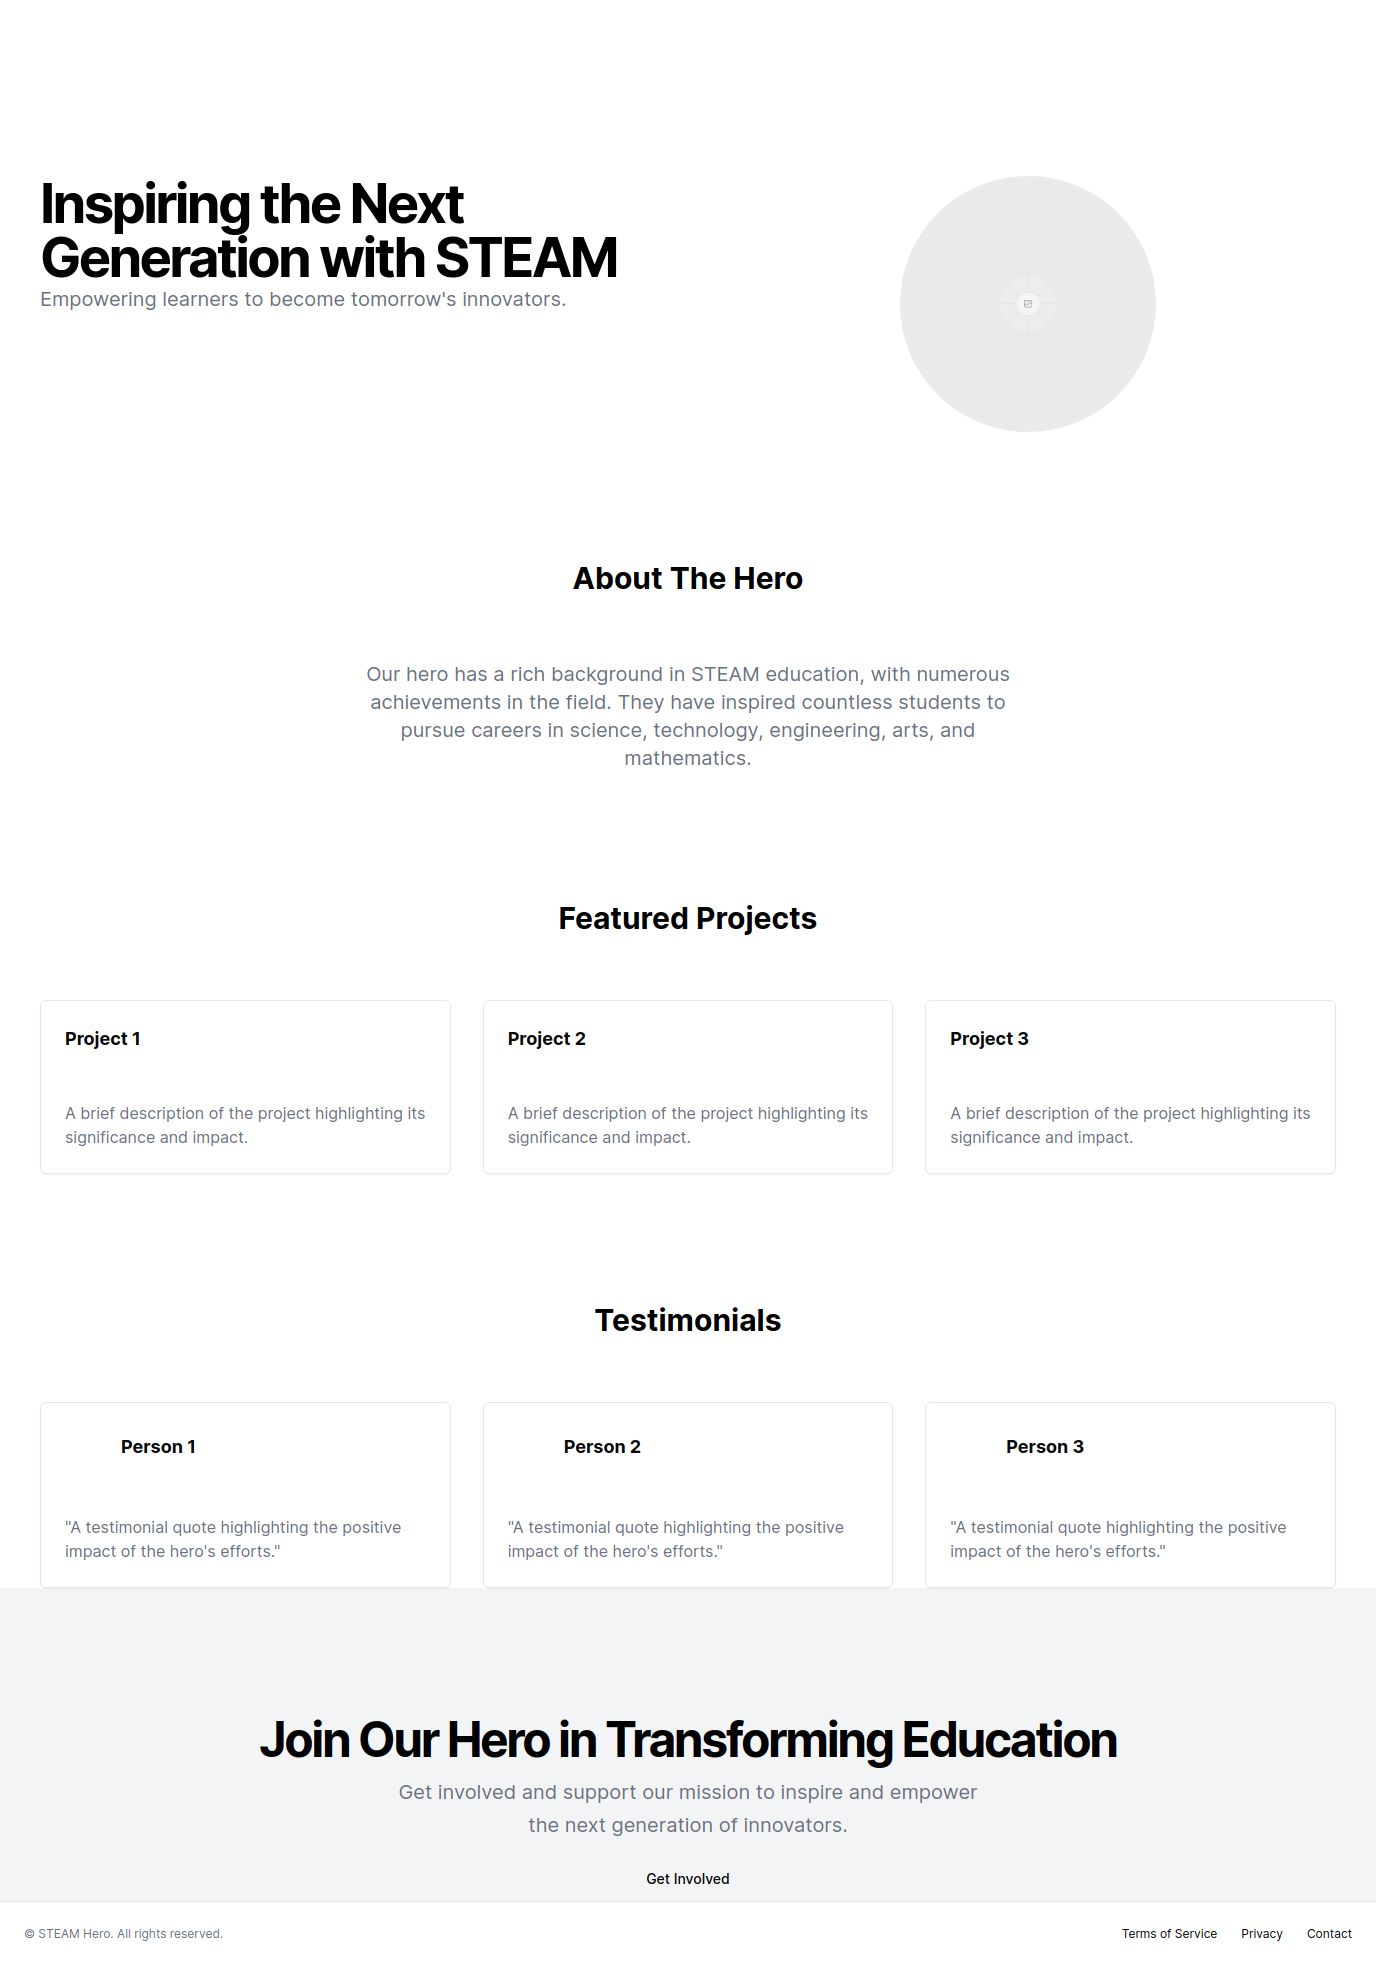 Inspiring the Next
Generation with STEAM
Empowering learners to become tomorrow's innovators.
About The Hero
Our hero has a rich background in STEAM education, with numerous
achievements in the field. They have inspired countless students to
pursue careers in science, technology, engineering, arts, and
mathematics.
Featured Projects
Project 1
A brief description of the project highlighting its
significance and impact.
Project 2
A brief description of the project highlighting its
significance and impact.
Project 3
A brief description of the project highlighting its
significance and impact.
Testimonials
Person 1
"A testimonial quote highlighting the positive
impact of the hero's efforts."
Person 2
"A testimonial quote highlighting the positive
impact of the hero's efforts."
Person 3
"A testimonial quote highlighting the positive
impact of the hero's efforts."
Join Our Hero in Transforming Education
Get involved and support our mission to inspire and empower
the next generation of innovators.
Get Involved
© STEAM Hero. All rights reserved.
Terms of Service
Privacy
Contact